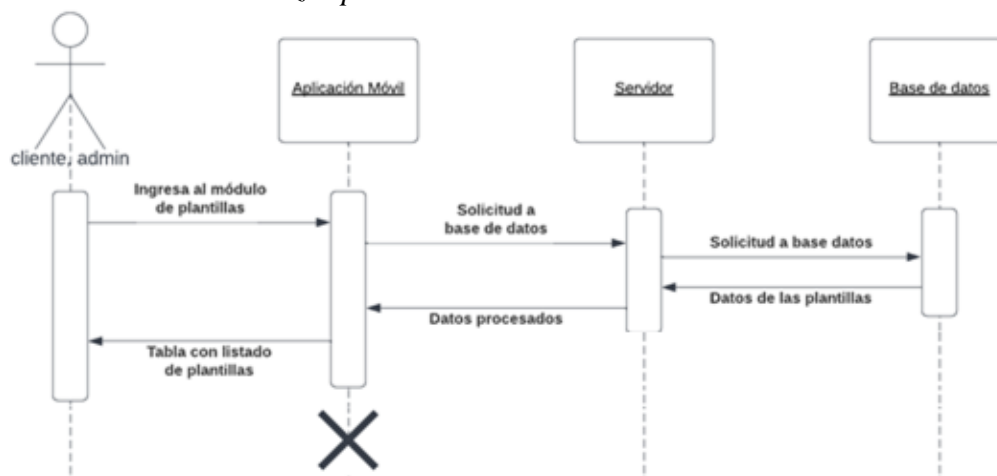 Aplicación Móvil
Servidor
Base de datos
cliente, admin
Ingresa al módulo
de plantillas
Solicitud a
base de datos
Solicitud a base datos
Datos de las plantillas
Datos procesados
Tabla con listado
de plantillas